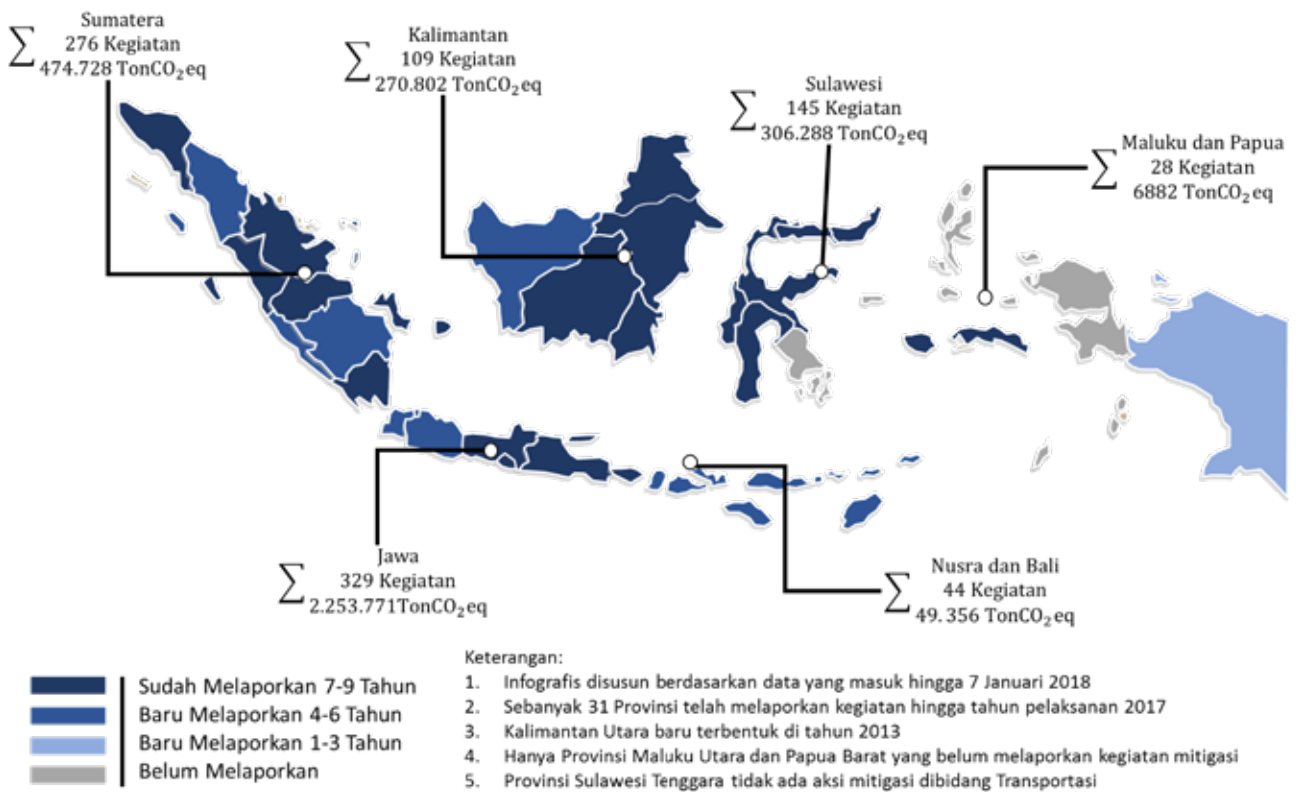 Sumatera
∑ 276 Kegiatan
474.728 TonCO₂eq
Kalimantan
∑ 109 Kegiatan
270.802 TonCO₂eq
Sulawesi
∑ 145 Kegiatan
306.288 TonCO₂eq
Maluku dan Papua
∑ 28 Kegiatan
6882 TonCO₂eq
Jawa
∑ 329 Kegiatan
2.253.771TonCO₂eq
Nusra dan Bali
∑ 44 Kegiatan
49.356 TonCO₂eq
Sudah Melaporkan 7-9 Tahun
Baru Melaporkan 4-6 Tahun
Baru Melaporkan 1-3 Tahun
Belum Melaporkan
Keterangan:
1. Infografis disusun berdasarkan data yang masuk hingga 7 Januari 2018
2. Sebanyak 31 Provinsi telah melaporkan kegiatan hingga tahun pelaksanan 2017
3. Kalimantan Utara baru terbentuk di tahun 2013
4. Hanya Provinsi Maluku Utara dan Papua Barat yang belum melaporkan kegiatan mitigasi
5. Provinsi Sulawesi Tenggara tidak ada aksi mitigasi dibidang Transportasi